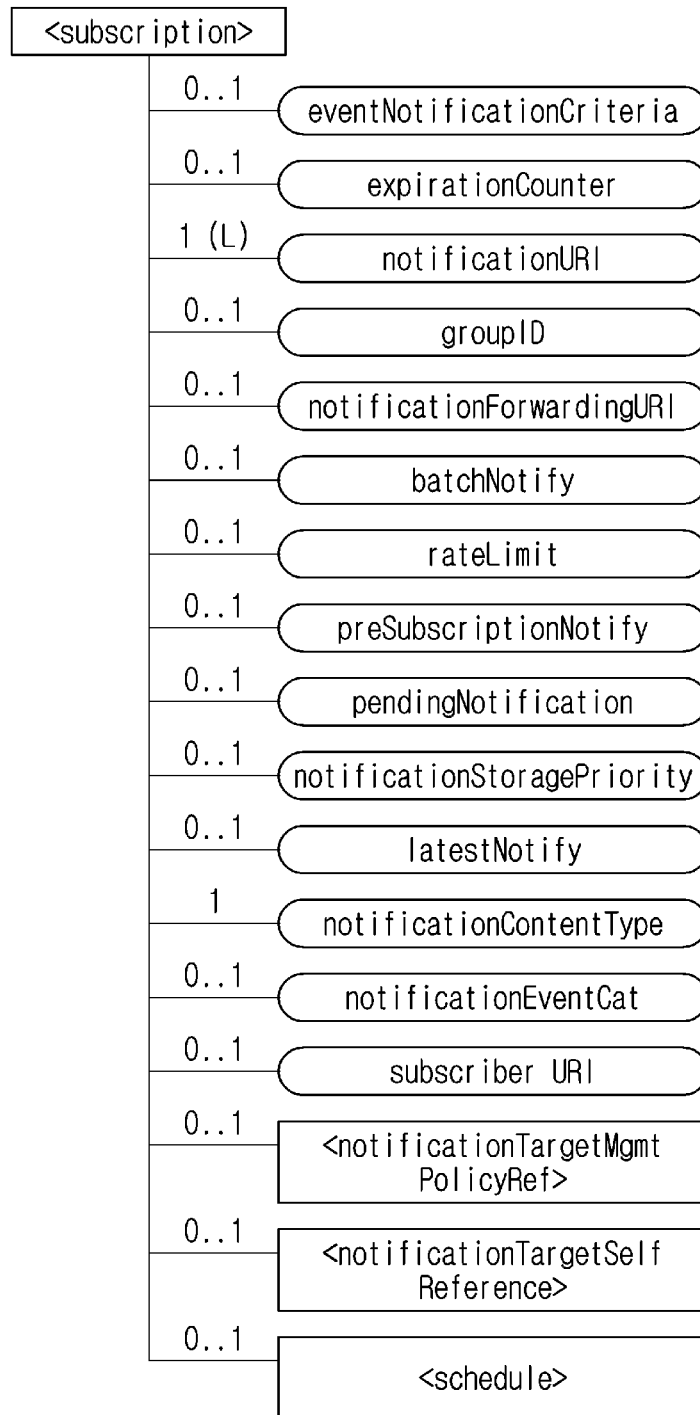 <subscription>
0..1
eventNotificationCriteria
0..1
expirationCounter
1 (L)
notificationURI
0..1
groupID
0..1
notificationForwardingURI
0..1
batchNotify
0..1
rateLimit
0..1
preSubscriptionNotify
0..1
pendingNotification
0..1
notificationStoragePriority
0..1
latestNotify
1
notificationContentType
0..1
notificationEventCat
0..1
subscriber URI
0..1
<notificationTargetMgmt
PolicyRef>
0..1
<notificationTargetSelf
Reference>
0..1
<schedule>